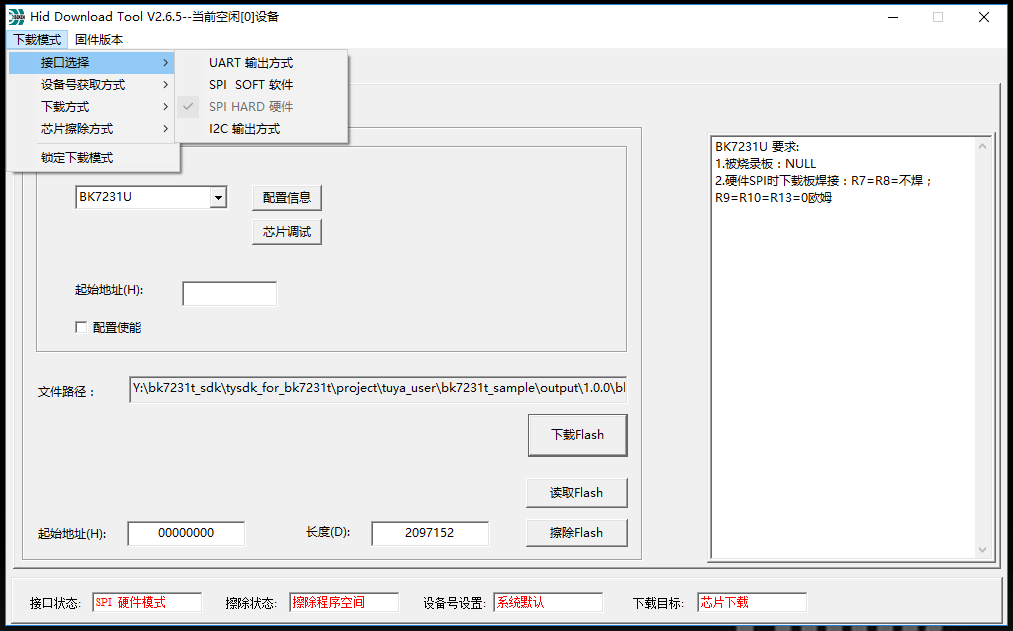 Hid Download Tool V2.6.5--当前空闲[0]设备
下载模式 固件版本
接口选择
设备号获取方式
下载方式
芯片擦除方式
锁定下载模式
UART 输出方式
SPI SOFT 软件
SPI HARD 硬件
I2C 输出方式
BK7231U
配置信息
芯片调试
起始地址(H):
配置使能
文件路径：
Y:\bk7231t_sdk\tysdk_for_bk7231t\project\tuya_user\bk7231t_sample\output\1.0.0\bl
下载Flash
读取Flash
起始地址(H): 00000000 长度(D): 2097152 擦除Flash
BK7231U 要求:
1.被烧录板：NULL
2.硬件SPI时下载板焊接：R7=R8=不焊；
R9=R10=R13=0欧姆
接口状态: SPI 硬件模式 擦除状态: 擦除程序空间 设备号设置: 系统默认 下载目标: 芯片下载